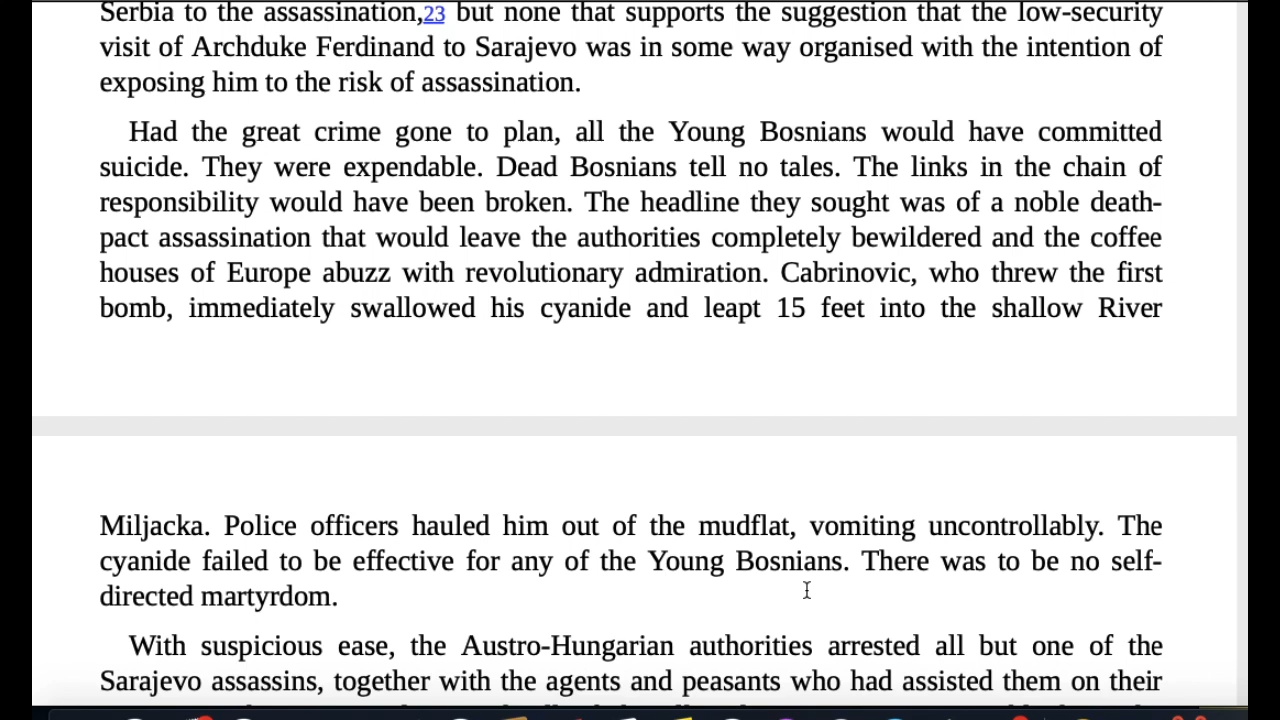 Serbia to the assassination,23 but none that supports the suggestion that the low-security
visit of Archduke Ferdinand to Sarajevo was in some way organised with the intention of
exposing him to the risk of assassination.
Had the great crime gone to plan, all the Young Bosnians would have committed
suicide. They were expendable. Dead Bosnians tell no tales. The links in the chain of
responsibility would have been broken. The headline they sought was of a noble death-
pact assassination that would leave the authorities completely bewildered and the coffee
houses of Europe abuzz with revolutionary admiration. Cabrinovic, who threw the first
bomb, immediately swallowed his cyanide and leapt 15 feet into the shallow River
Miljacka. Police officers hauled him out of the mudflat, vomiting uncontrollably. The
cyanide failed to be effective for any of the Young Bosnians. There was to be no self-
directed martyrdom.
With suspicious ease, the Austro-Hungarian authorities arrested all but one of the
Sarajevo assassins, together with the agents and peasants who had assisted them on their